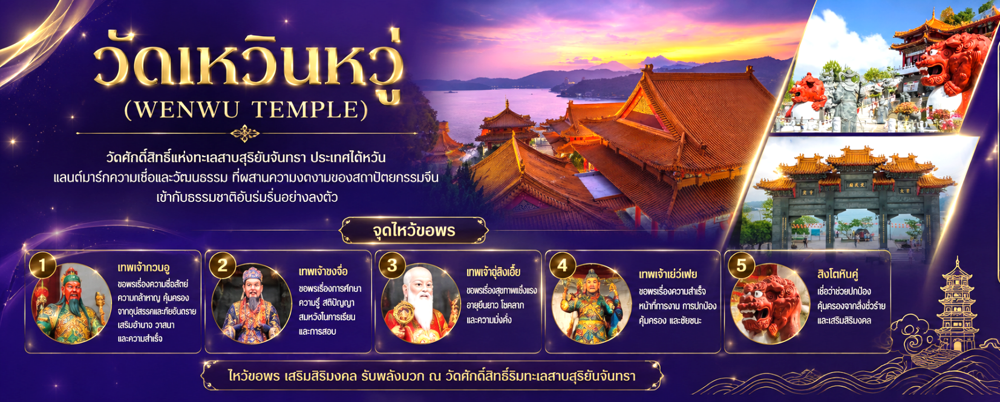 วัดเหวินหวู่
(WENWU TEMPLE)
วัดศักดิ์สิทธิ์แห่งทะเลสาบสุริยันจันทรา ประเทศไต้หวัน
แลนด์มาร์กความเชื่อและวัฒนธรรม ที่ผสานความงดงามของสถาปัตยกรรมจีน
เข้ากับธรรมชาติอันร่มรื่นอย่างลงตัว
จุดไหว้ขอพร
1
เทพเจ้ากวนอู
ขอพรเรื่องความซื่อสัตย์
ความกล้าหาญ คุ้มครอง
จากอุปสรรคและภัยอันตราย
เสริมอำนาจ วาสนา
และความสำเร็จ
2
เทพเจ้าขงจื่อ
ขอพรเรื่องการศึกษา
ความรู้ สติปัญญา
สมหวังในการเรียน
และการสอบ
3
เทพเจ้าฮุ่สิงเอี้ย
ขอพรเรื่องสุขภาพแข็งแรง
อายุยืนยาว โชคลาภ
และความมั่งคั่ง
4
เทพเจ้าเย่ว์เฟย
ขอพรเรื่องความสำเร็จ
หน้าที่การงาน การปกป้อง
คุ้มครอง และชัยชนะ
5
สิงโตหินคู่
เชื่อว่าช่วยปกป้อง
คุ้มครองจากสิ่งชั่วร้าย
และเสริมสิริมงคล
ไหว้ขอพร เสริมสิริมงคล รับพลังบวก ณ วัดศักดิ์สิทธิ์ริมทะเลสาบสุริยันจันทรา